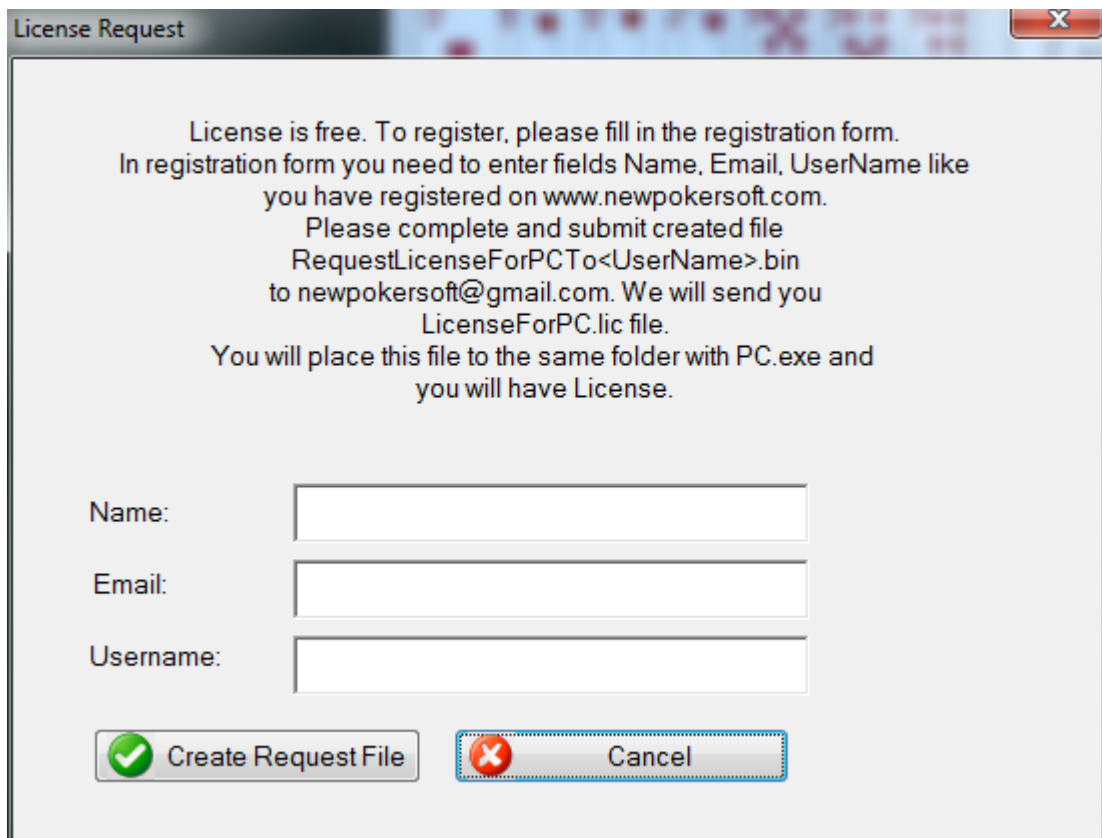 License Request
License is free. To register, please fill in the registration form.
In registration form you need to enter fields Name, Email, UserName like
you have registered on www.newpokersoft.com.
Please complete and submit created file
RequestLicenseForPCTo<UserName>.bin
to newpokersoft@gmail.com. We will send you
LicenseForPC.lic file.
You will place this file to the same folder with PC.exe and
you will have License.
Name:
Email:
Username:
Create Request File
Cancel